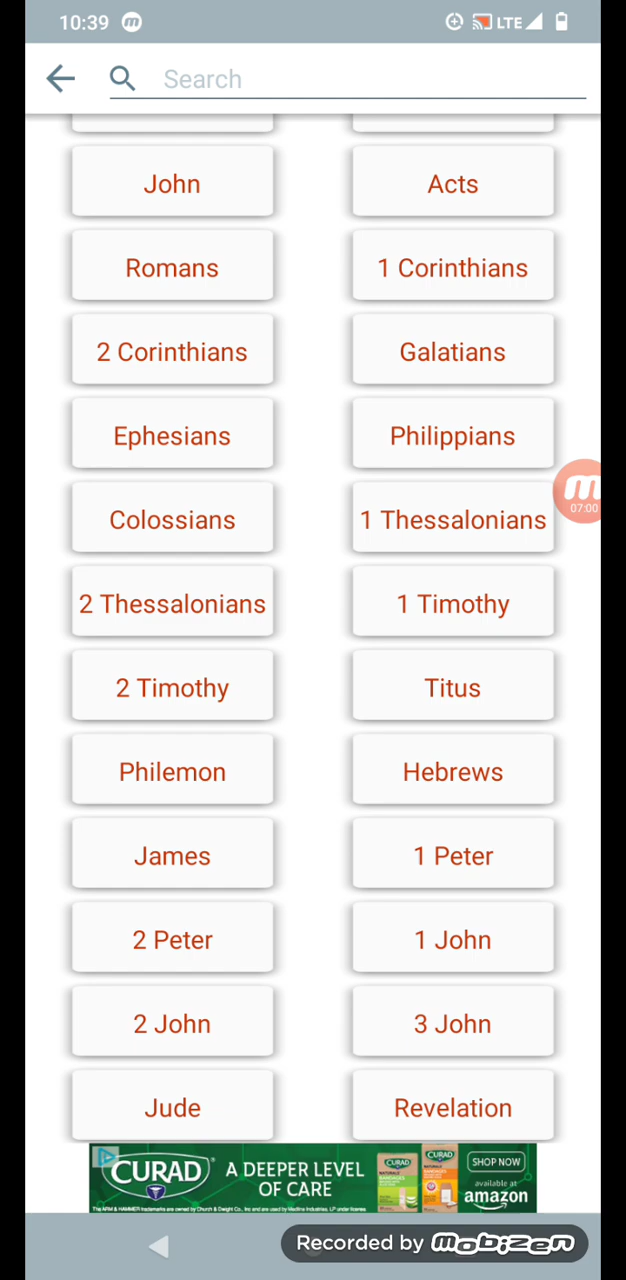 10:39 m LTE
Search
John Acts
Romans 1 Corinthians
2 Corinthians Galatians
Ephesians Philippians
Colossians 1 Thessalonians
m
07:00
2 Thessalonians 1 Timothy
2 Timothy Titus
Philemon Hebrews
James 1 Peter
2 Peter 1 John
2 John 3 John
Jude Revelation
CURAD
A DEEPER LEVEL
OF CARE
CURAD
CURAD
SHOP NOW
available at
amazon
Recorded by mobizen